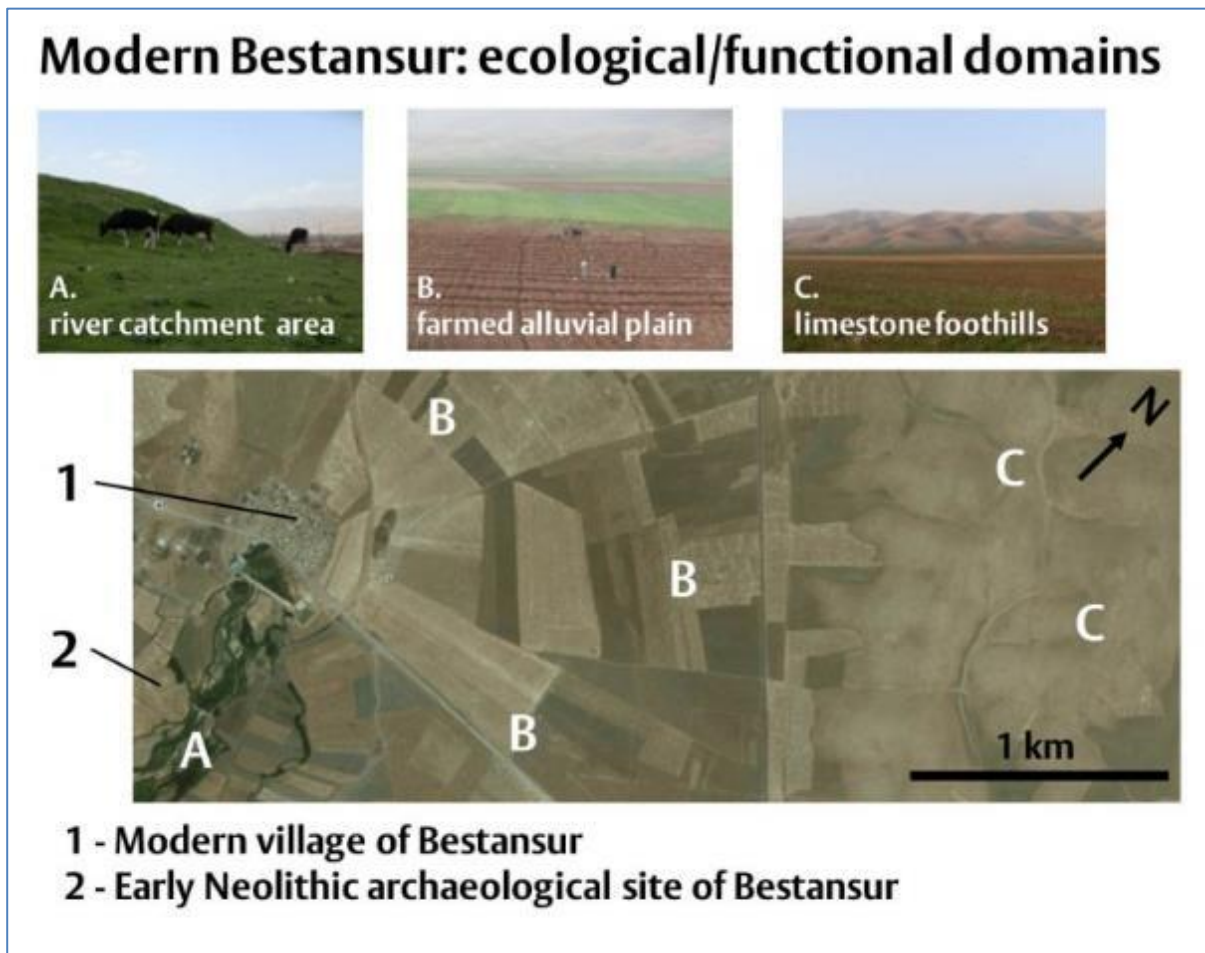 Modern Bestansur: ecological/functional domains
A.
river catchment area
B.
farmed alluvial plain
C.
limestone foothills
B
N
1
C
B
C
2
A
B
1 km
1 - Modern village of Bestansur
2 - Early Neolithic archaeological site of Bestansur